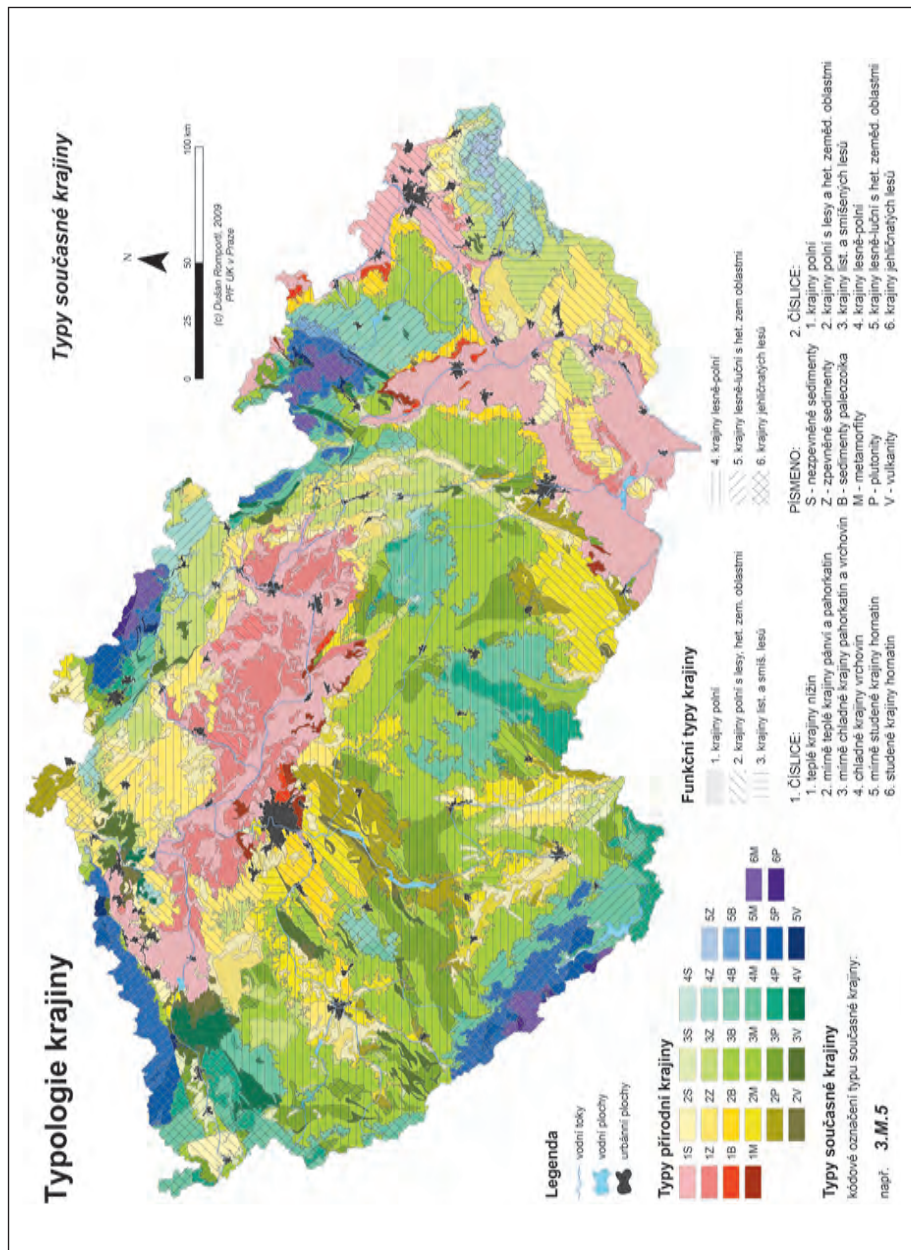 Typologie krajiny
Typy současné krajiny
N
0 25 50 100 km
(c) Dušan Romportl, 2009
PřF UK v Praze
Legenda
vodní toky
vodní plochy
urbánní plochy
Typy přírodní krajiny
1S 2S 3S 4S
1Z 2Z 3Z 4Z 5Z
1B 2B 3B 4B 5B
1M 2M 3M 4M 5M 6M
2P 3P 4P 5P 6P
2V 3V 4V 5V
Typy současné krajiny
kódové označení typu současné krajiny:
např. 3.M.5
Funkční typy krajiny
1. krajiny polní
2. krajiny polní s lesy, het. zem. oblastmi
3. krajiny list. a smíš. lesů
4. krajiny lesně-polní
5. krajiny lesně-luční s het. zem oblastmi
6. krajiny jehličnatých lesů
1. ČÍSLICE:
1. teplé krajiny nížin
2. mírně teplé krajiny pánví a pahorkatin
3. mírně chladné krajiny pahorkatin a vrchovin
4. chladné krajiny vrchovin
5. mírně studené krajiny hornatin
6. studené krajiny hornatin
PÍSMENO:
S - nezpevněné sedimenty
Z - zpevněné sedimenty
B - sedimenty paleozoika
M - metamorfity
P - plutonity
V - vulkanity
2. ČÍSLICE:
1. krajiny polní
2. krajiny polní s lesy a het. zeměd. oblastmi
3. krajiny list. a smíšených lesů
4. krajiny lesně-polní
5. krajiny lesně-luční s het. zeměd. oblastmi
6. krajiny jehličnatých lesů